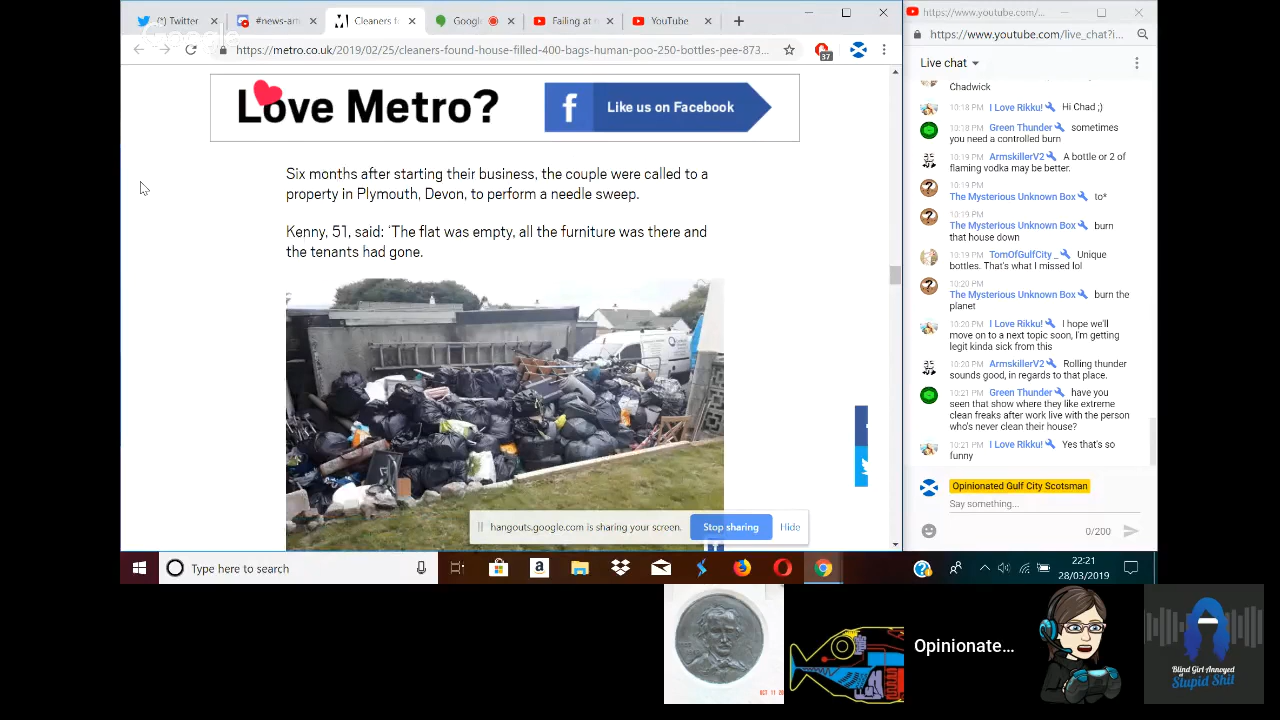 (*) Twitter
#news-art
Cleaners fo
Google
Failing at
YouTube
Google
https://metro.co.uk/2019/02/25/cleaners-found-house-filled-400-bags-human-poo-250-bottles-pee-873...
37
Love Metro?
f Like us on Facebook
Six months after starting their business, the couple were called to a
property in Plymouth, Devon, to perform a needle sweep.
Kenny, 51, said: ‘The flat was empty, all the furniture was there and
the tenants had gone.
hangouts.google.com is sharing your screen.
Stop sharing
Hide
Type here to search
22:21
28/03/2019
https://www.youtube.com/
https://www.youtube.com/live_chat?i...
Live chat
Chadwick
10:18 PM I Love Rikku! Hi Chad ;)
10:18 PM Green Thunder sometimes
you need a controlled burn
10:19 PM ArmskillerV2 A bottle or 2 of
flaming vodka may be better.
10:19 PM
The Mysterious Unknown Box to*
10:19 PM
The Mysterious Unknown Box burn
that house down
10:20 PM TomOfGulfCity _ Unique
bottles. That's what I missed lol
10:20 PM
The Mysterious Unknown Box burn the
planet
10:20 PM I Love Rikku! I hope we'll
move on to a next topic soon, I'm getting
legit kinda sick from this
10:20 PM ArmskillerV2 Rolling thunder
sounds good, in regards to that place.
10:21 PM Green Thunder have you
seen that show where they like extreme
clean freaks after work live with the person
who's never clean their house?
10:21 PM I Love Rikku! Yes that's so
funny
Opinionated Gulf City Scotsman
Say something...
0/200
Opinionate...
Blind Girl Annoyed
at
Stupid Shit